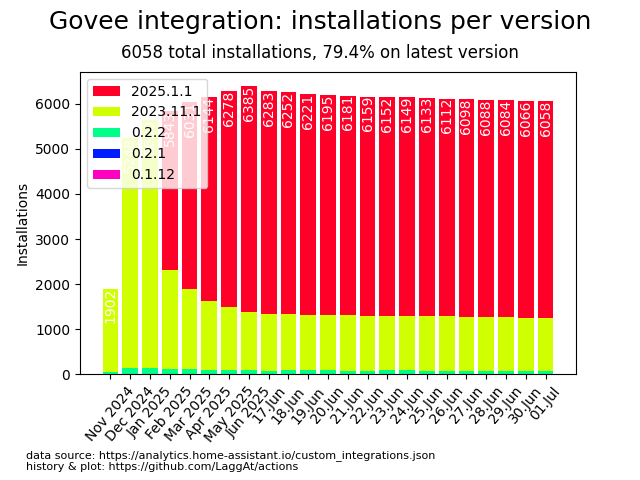 Govee integration: installations per version
6058 total installations, 79.4% on latest version
Installations
6000
5000
4000
3000
2000
1000
0
2025.1.1
2023.11.1
0.2.2
0.2.1
0.1.12
1902
6144
6278
6385
6283
6252
6221
6195
6181
6159
6152
6149
6133
6112
6098
6088
6084
6066
6058
Nov 2024
Dec 2024
Jan 2025
Feb 2025
Mar 2025
Apr 2025
May 2025
Jun 2025
17.Jun
18.Jun
19.Jun
20.Jun
21.Jun
22.Jun
23.Jun
24.Jun
25.Jun
26.Jun
27.Jun
28.Jun
29.Jun
30.Jun
01.Jul
data source: https://analytics.home-assistant.io/custom_integrations.json
history & plot: https://github.com/LaggAt/actions